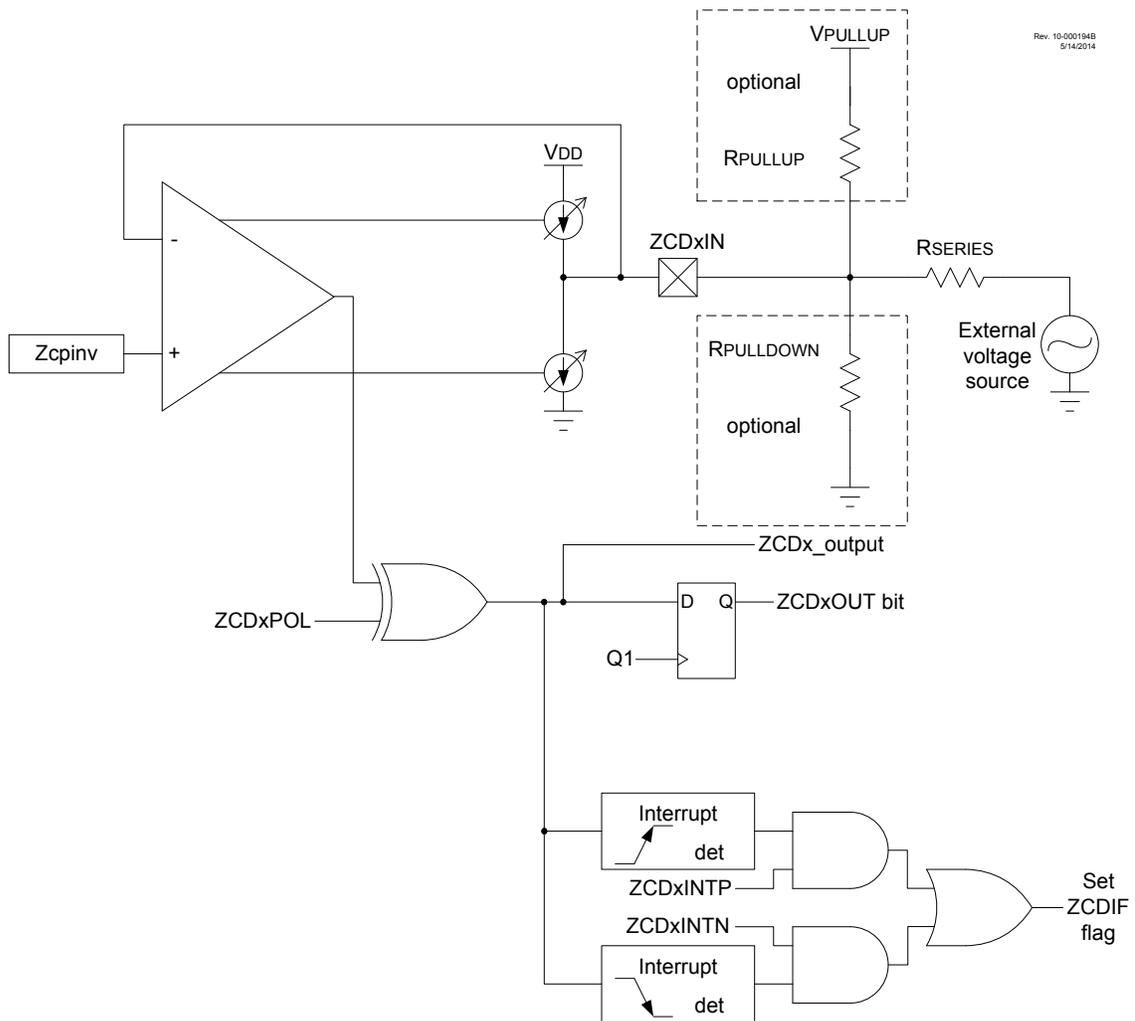 Rev. 10-000194B
5/14/2014
VPULLUP
optional
RPULLUP
VDD
-
ZCDxIN
RSERIES
Zcpinv
+
RPULLDOWN
External
voltage
source
optional
ZCDx_output
ZCDxPOL
D
Q
ZCDxOUT bit
Q1
Interrupt
det
ZCDxINTP
Set
ZCDIF
flag
ZCDxINTN
Interrupt
det